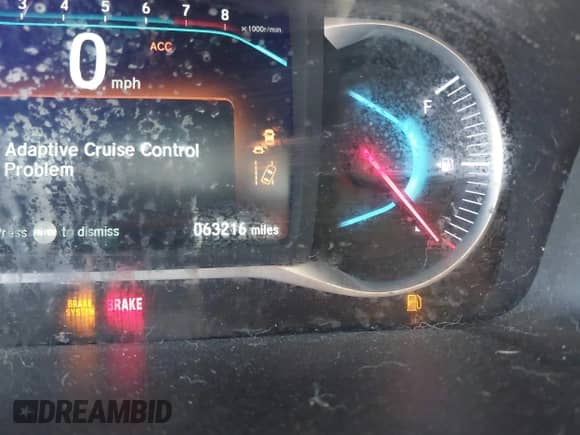 3 4 5 6 7 8
x1000r/min
ACC
0 mph
F
Adaptive Cruise Control
Problem
Press to dismiss
063216 miles
BRAKE
SYSTEM
BRAKE
DREAMBID